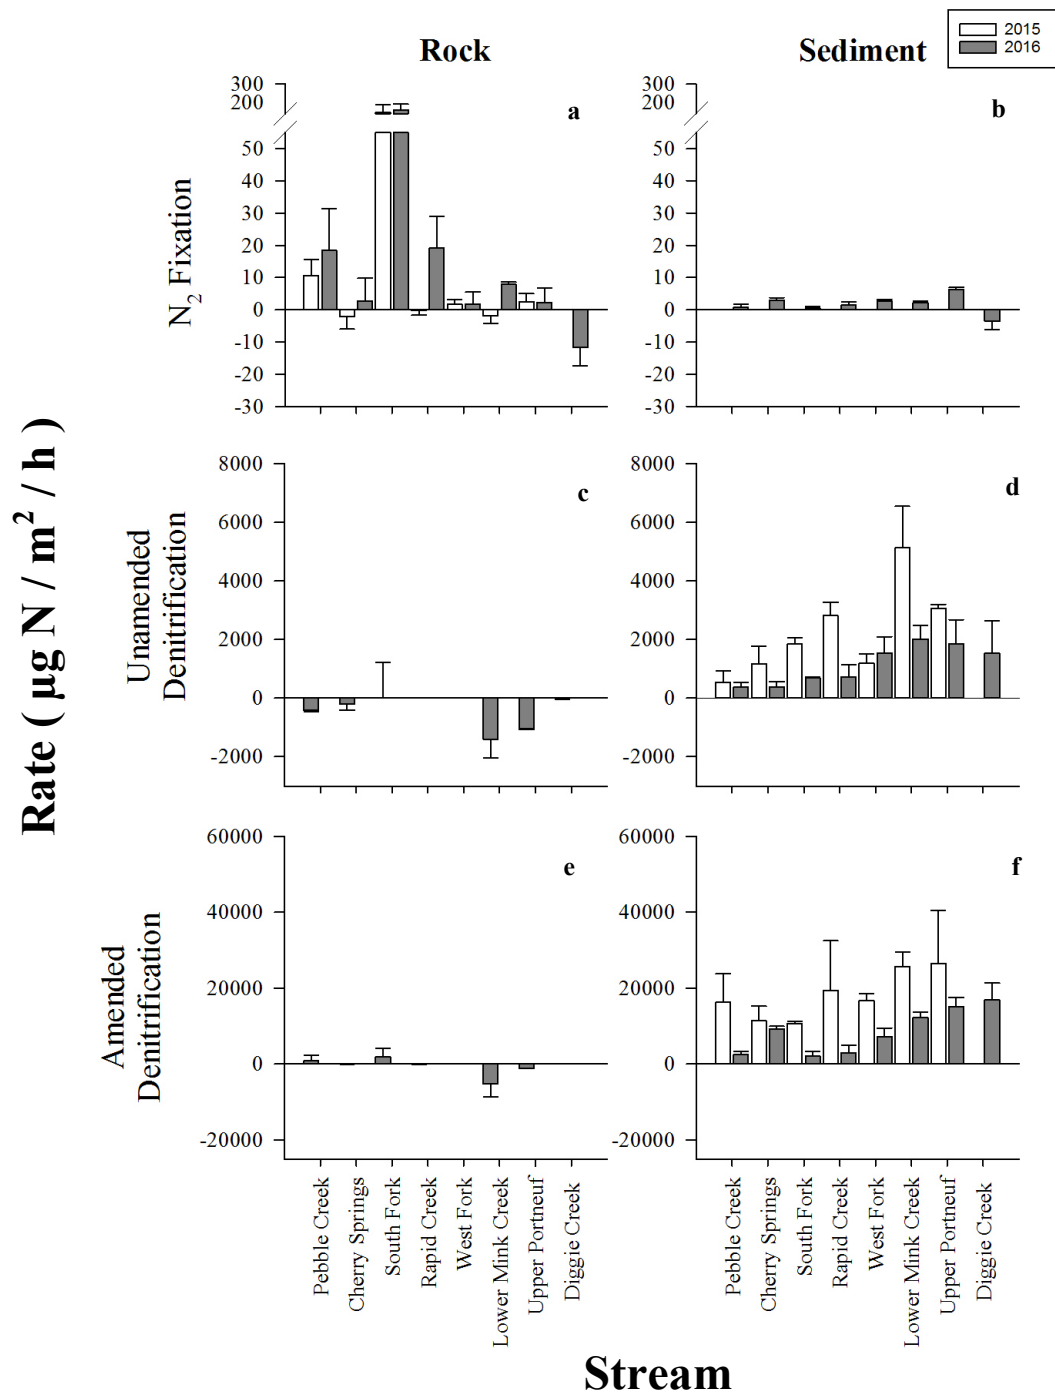 2015
2016
Rock
Sediment
300
200
50
40
30
20
10
0
-10
-20
-30
a
300
200
50
40
30
20
10
0
-10
-20
-30
b
N2 Fixation
8000
6000
4000
2000
0
-2000
c
8000
6000
4000
2000
0
-2000
d
Unamended
Denitrification
Rate ( µg N / m² / h )
60000
40000
20000
0
-20000
e
60000
40000
20000
0
-20000
f
Amended
Denitrification
Pebble Creek
Cherry Springs
South Fork
Rapid Creek
West Fork
Lower Mink Creek
Upper Portneuf
Diggie Creek
Pebble Creek
Cherry Springs
South Fork
Rapid Creek
West Fork
Lower Mink Creek
Upper Portneuf
Diggie Creek
Stream